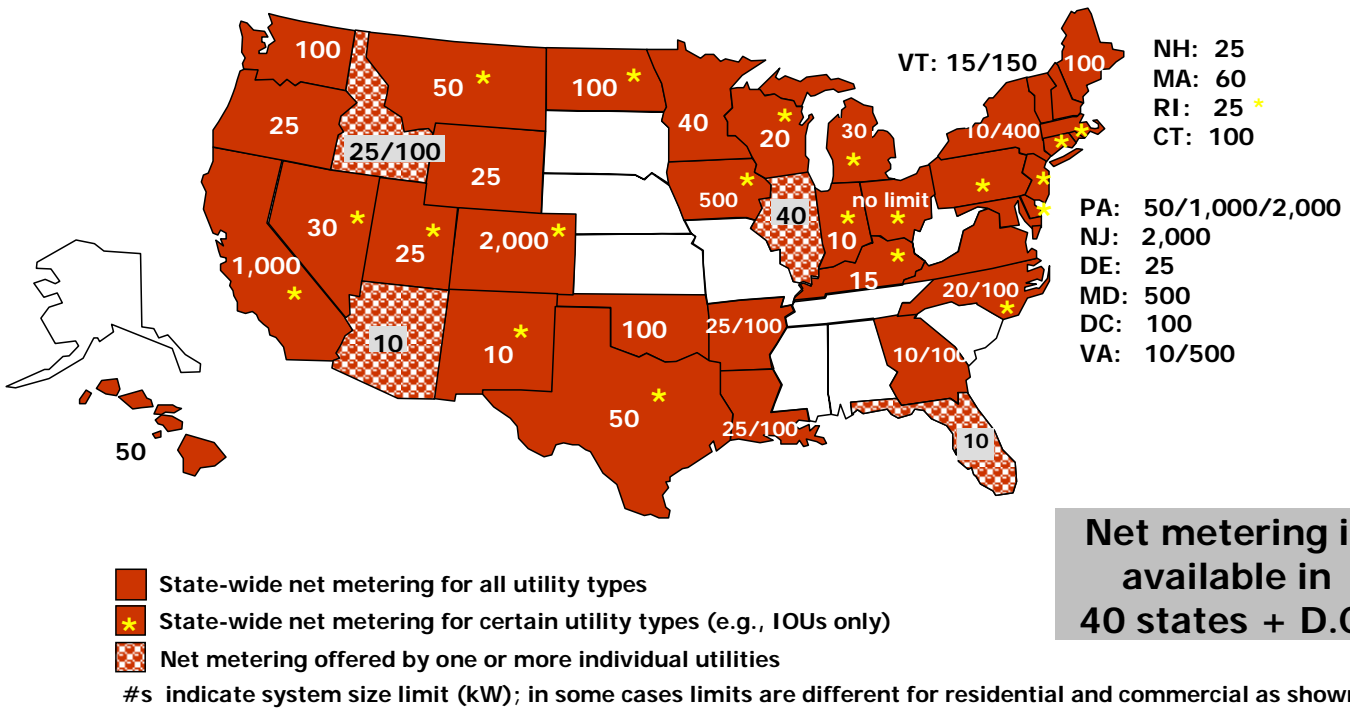 VT: 15/150
NH: 25
MA: 60
RI: 25 *
CT: 100
100
50 *
100 *
40
20 *
30 *
10/400
100
25
25/100
25
500 *
40
10 *
no limit *
30 *
25 *
2,000 *
1,000 *
15 *
20/100 *
10
10 *
100
25/100
10/100
50 *
25/100
10
50
PA: 50/1,000/2,000
NJ: 2,000
DE: 25
MD: 500
DC: 100
VA: 10/500
Net metering i
available in
40 states + D.C
State-wide net metering for all utility types
* State-wide net metering for certain utility types (e.g., IOUs only)
Net metering offered by one or more individual utilities
#s indicate system size limit (kW); in some cases limits are different for residential and commercial as shown